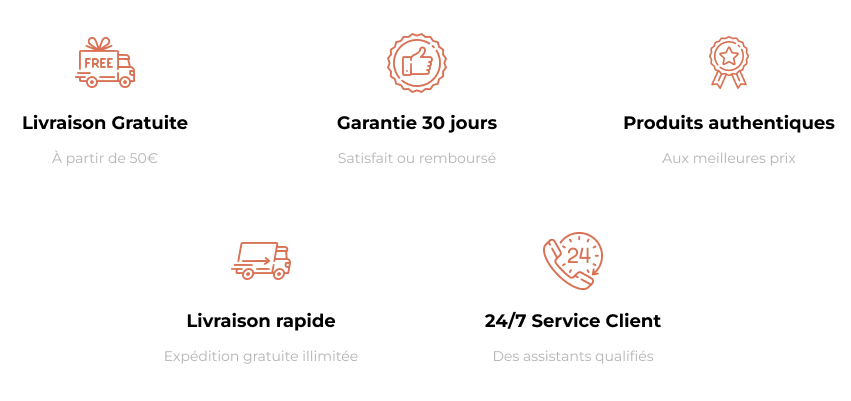 FREE
Livraison Gratuite
À partir de 50€
Garantie 30 jours
Satisfait ou remboursé
Produits authentiques
Aux meilleures prix
Livraison rapide
Expédition gratuite illimitée
24
24/7 Service Client
Des assistants qualifiés